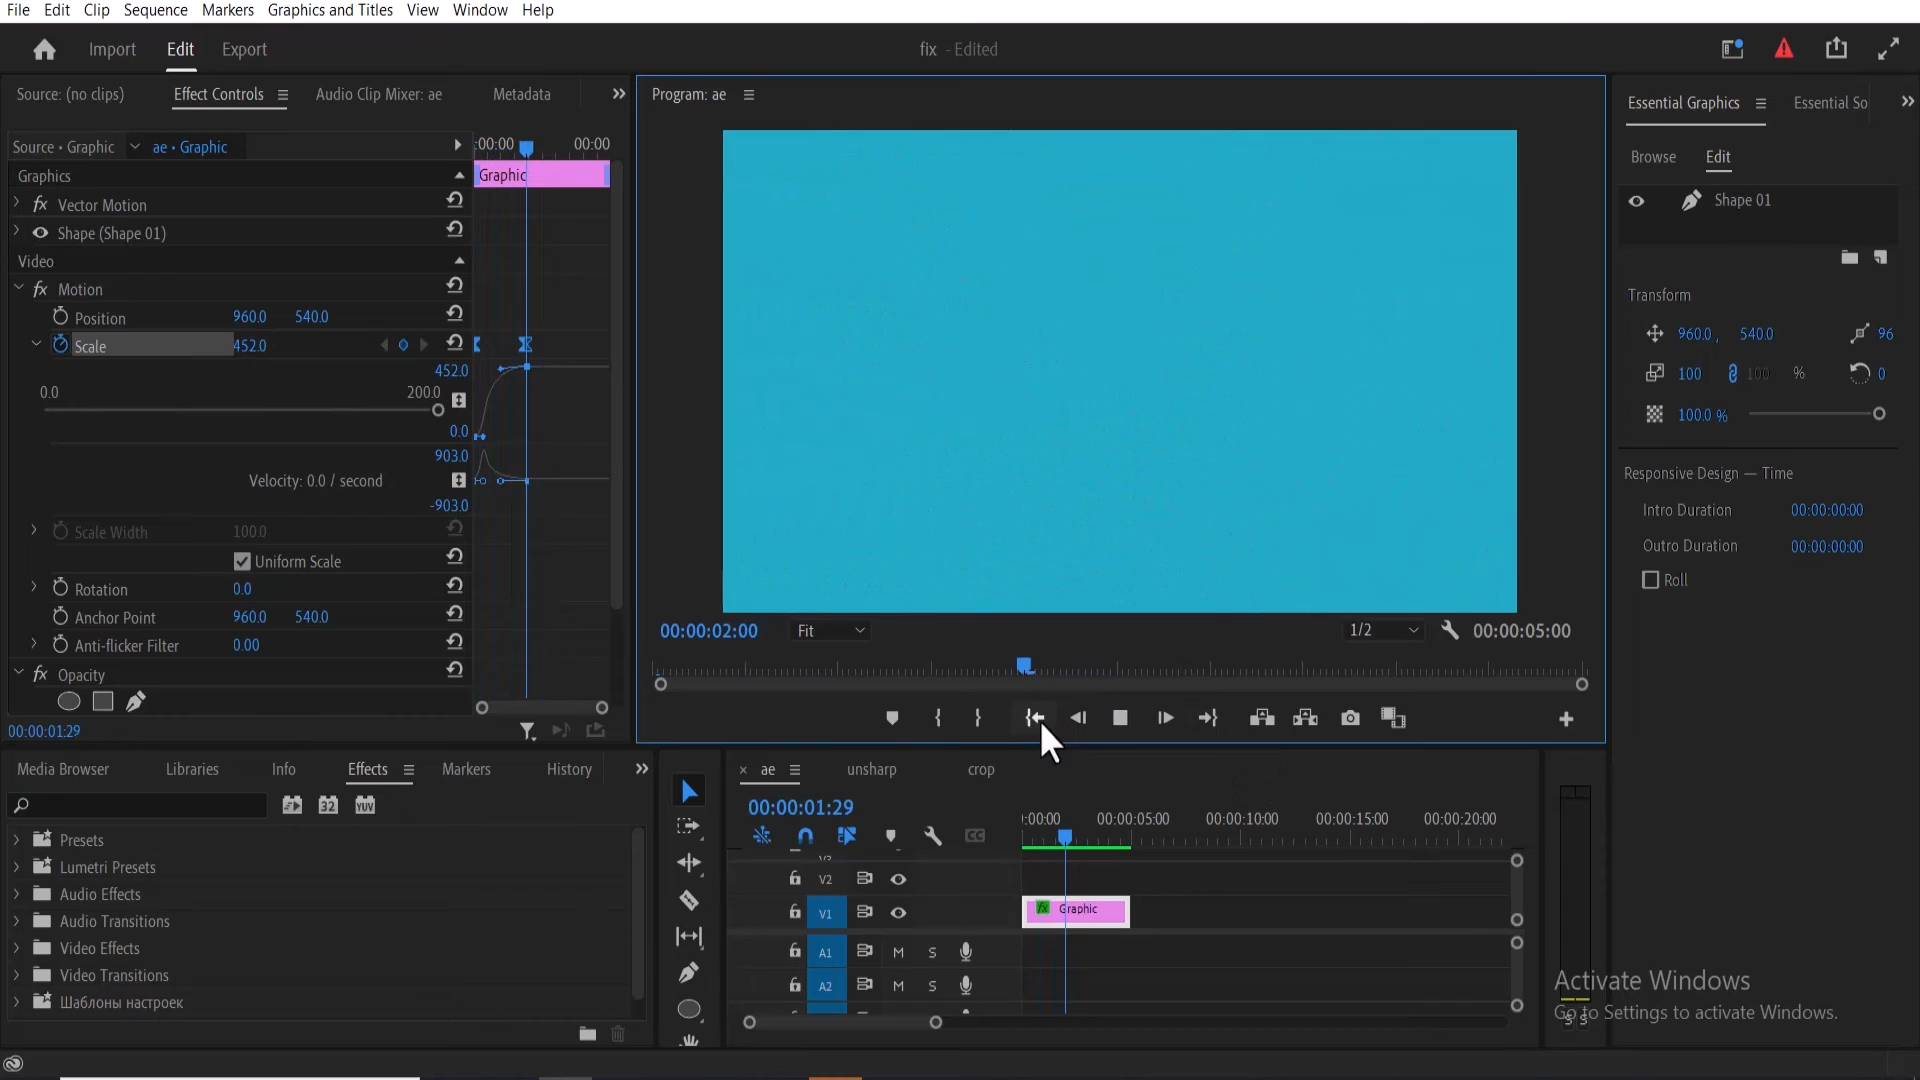 File Edit Clip Sequence Markers Graphics and Titles View Window Help
Import Edit Export
fix - Edited
Source: (no clips) Effect Controls Audio Clip Mixer: ae Metadata
Source • Graphic ae • Graphic
:00:00 00:00
Graphics
Graphic
Vector Motion
Shape (Shape 01)
Video
Motion
Position 960.0 540.0
Scale 452.0
452.0
0.0 200.0
0.0
903.0
Velocity: 0.0 / second
-903.0
Scale Width 100.0
Uniform Scale
Rotation 0.0
Anchor Point 960.0 540.0
Anti-flicker Filter 0.00
Opacity
00:00:01:29
Program: ae
00:00:02:00 Fit 1/2 00:00:05:00
Essential Graphics Essential So
Browse Edit
Shape 01
Transform
960.0 , 540.0 96
100 100 % 0
100.0 %
Responsive Design — Time
Intro Duration 00:00:00:00
Outro Duration 00:00:00:00
Roll
Media Browser Libraries Info Effects Markers History
32 YUV
Presets
Lumetri Presets
Audio Effects
Audio Transitions
Video Effects
Video Transitions
Шаблоны настроек
× ae unsharp crop
00:00:01:29
:00:00 00:00:05:00 00:00:10:00 00:00:15:00 00:00:20:00
CC
V2
V1 Graphic
A1 M S
A2 M S
S S
Activate Windows
Go to Settings to activate Windows.